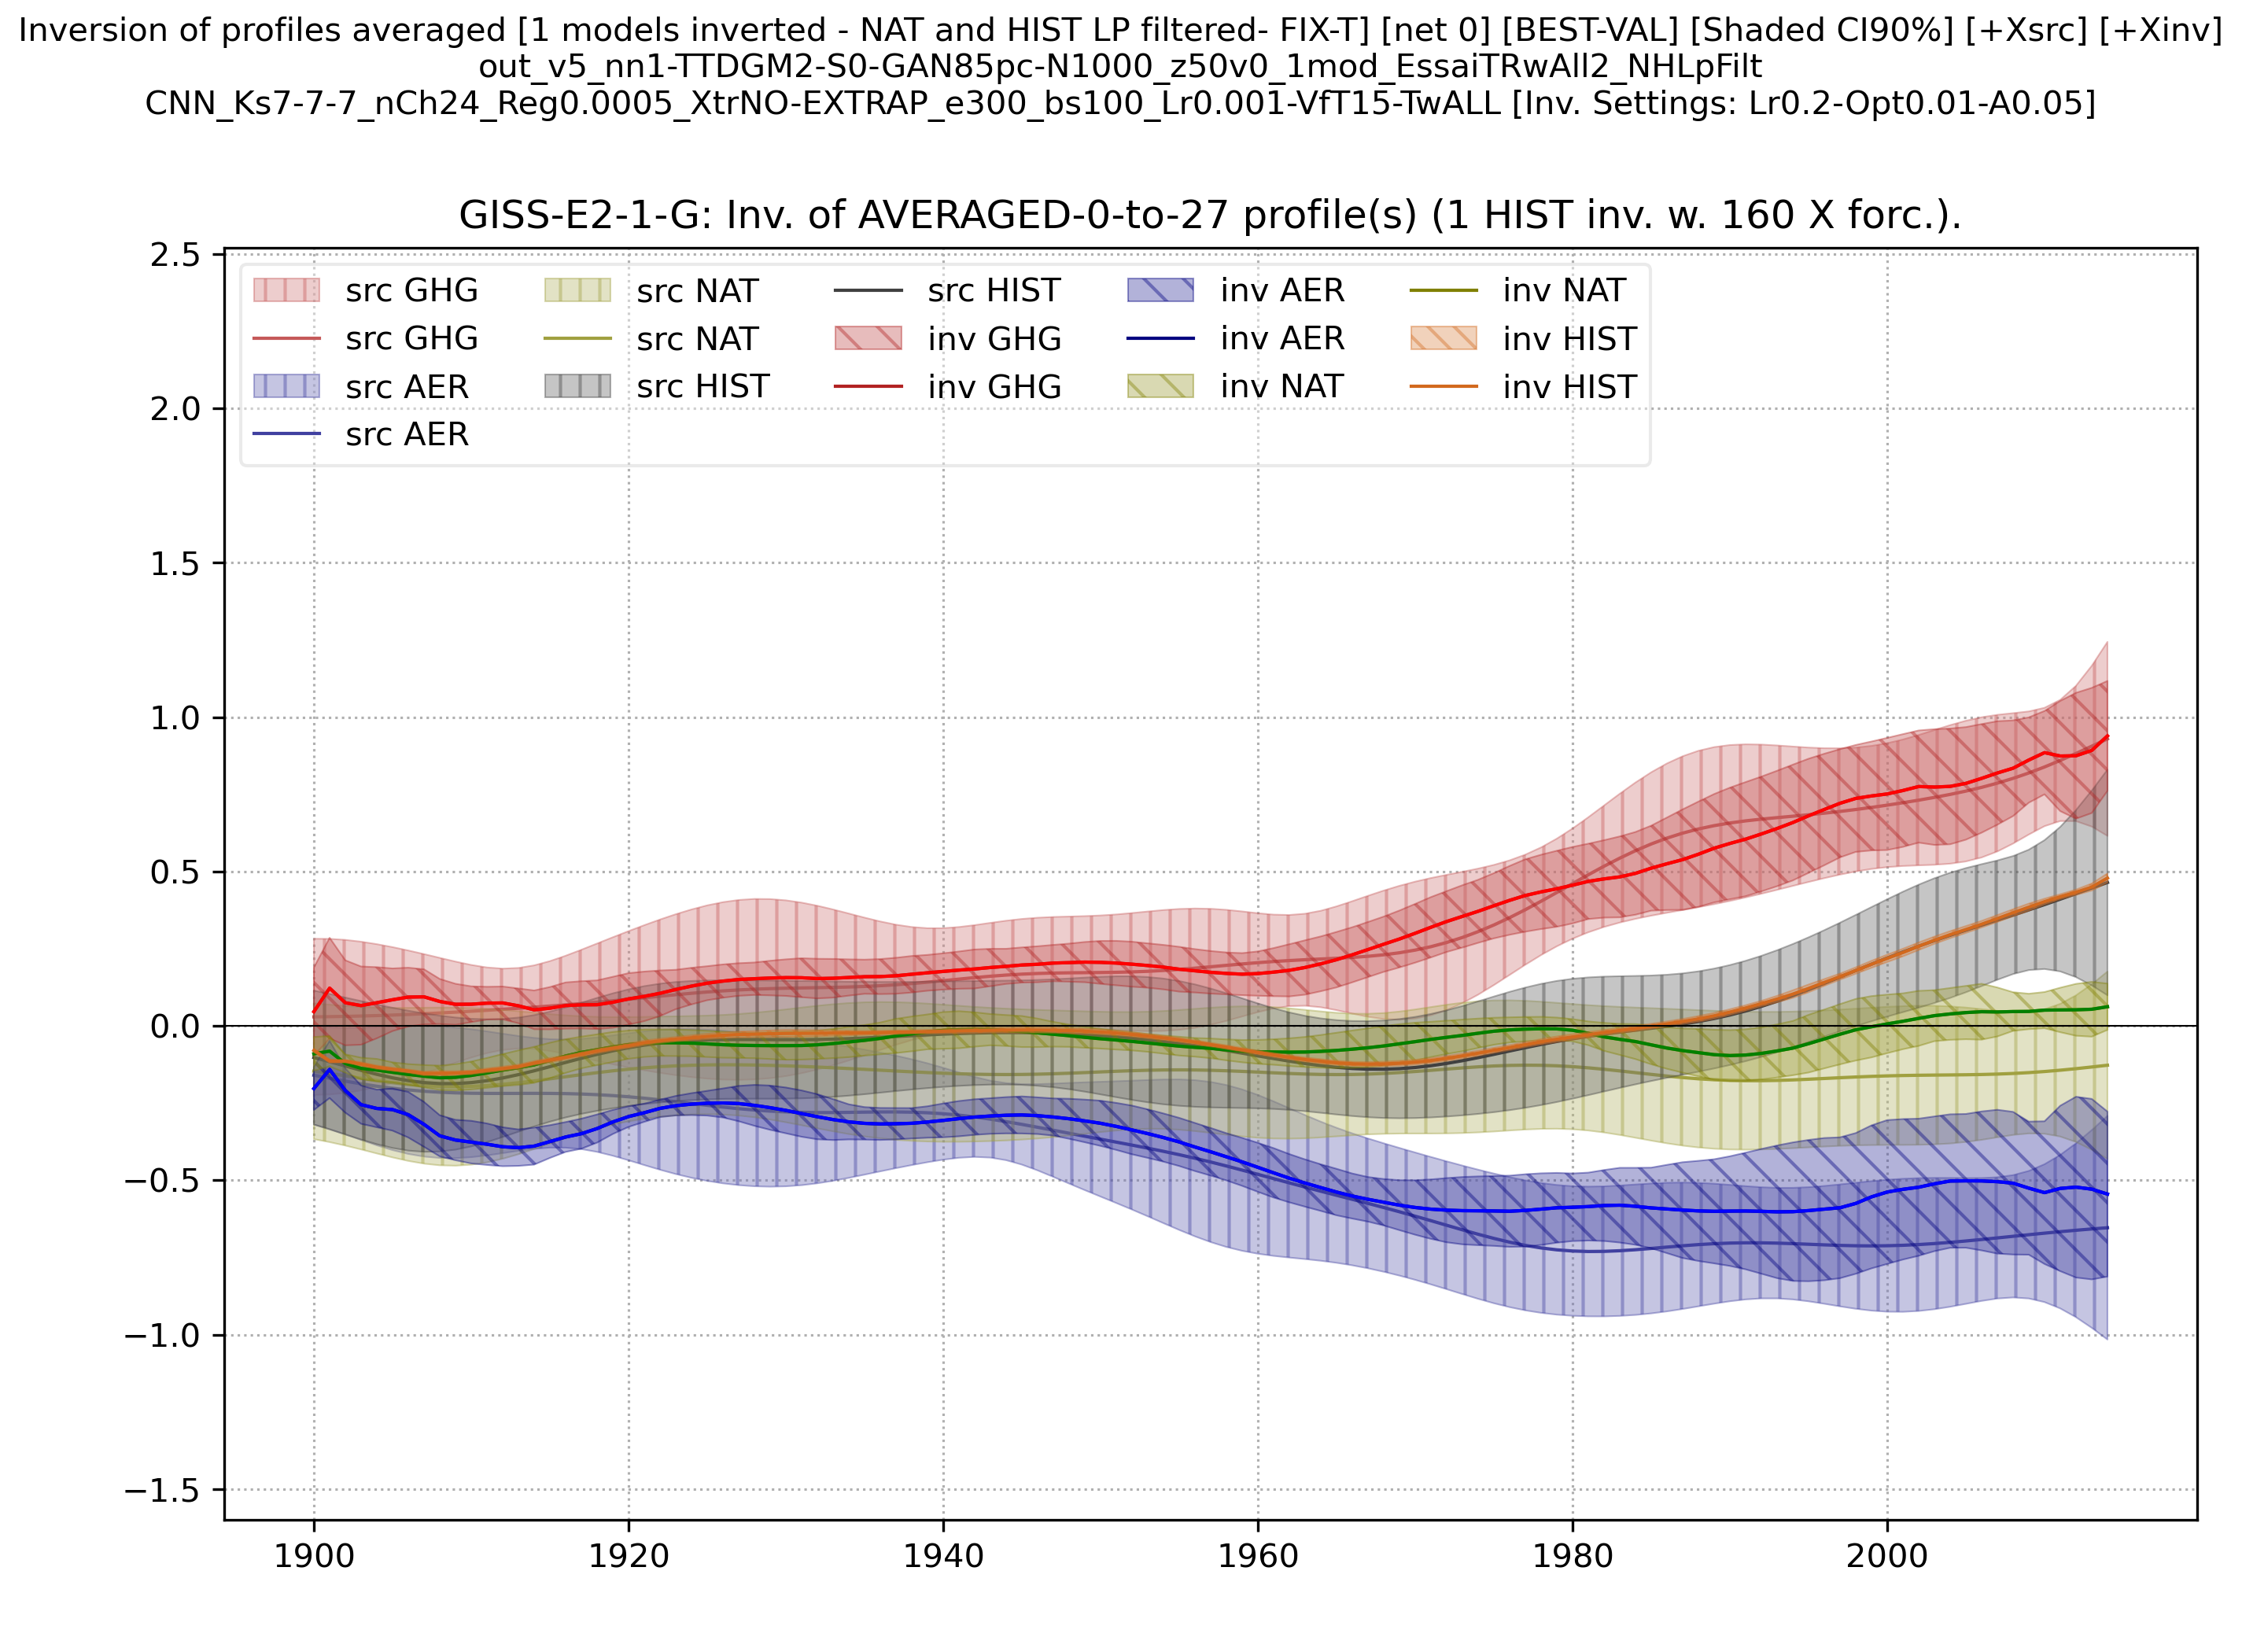 Inversion of profiles averaged [1 models inverted - NAT and HIST LP filtered- FIX-T] [net 0] [BEST-VAL] [Shaded CI90%] [+Xsrc] [+Xinv]
out_v5_nn1-TTDGM2-S0-GAN85pc-N1000_z50v0_1mod_EssaiTRwAll2_NHLpFilt
CNN_Ks7-7-7_nCh24_Reg0.0005_XtrNO-EXTRAP_e300_bs100_Lr0.001-VfT15-TwALL [Inv. Settings: Lr0.2-Opt0.01-A0.05]
GISS-E2-1-G: Inv. of AVERAGED-0-to-27 profile(s) (1 HIST inv. w. 160 X forc.).
src GHG
src GHG
src AER
src AER
src NAT
src NAT
src HIST
src HIST
inv GHG
inv GHG
inv AER
inv AER
inv NAT
inv NAT
inv HIST
inv HIST
2.5
2.0
1.5
1.0
0.5
0.0
−0.5
−1.0
−1.5
1900
1920
1940
1960
1980
2000